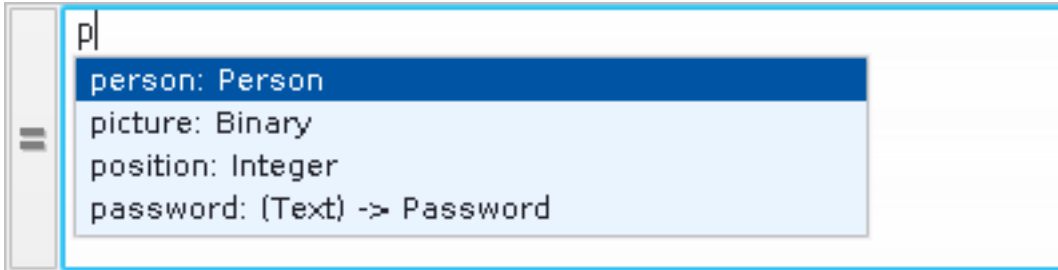 p
person: Person
picture: Binary
position: Integer
password: (Text) -> Password